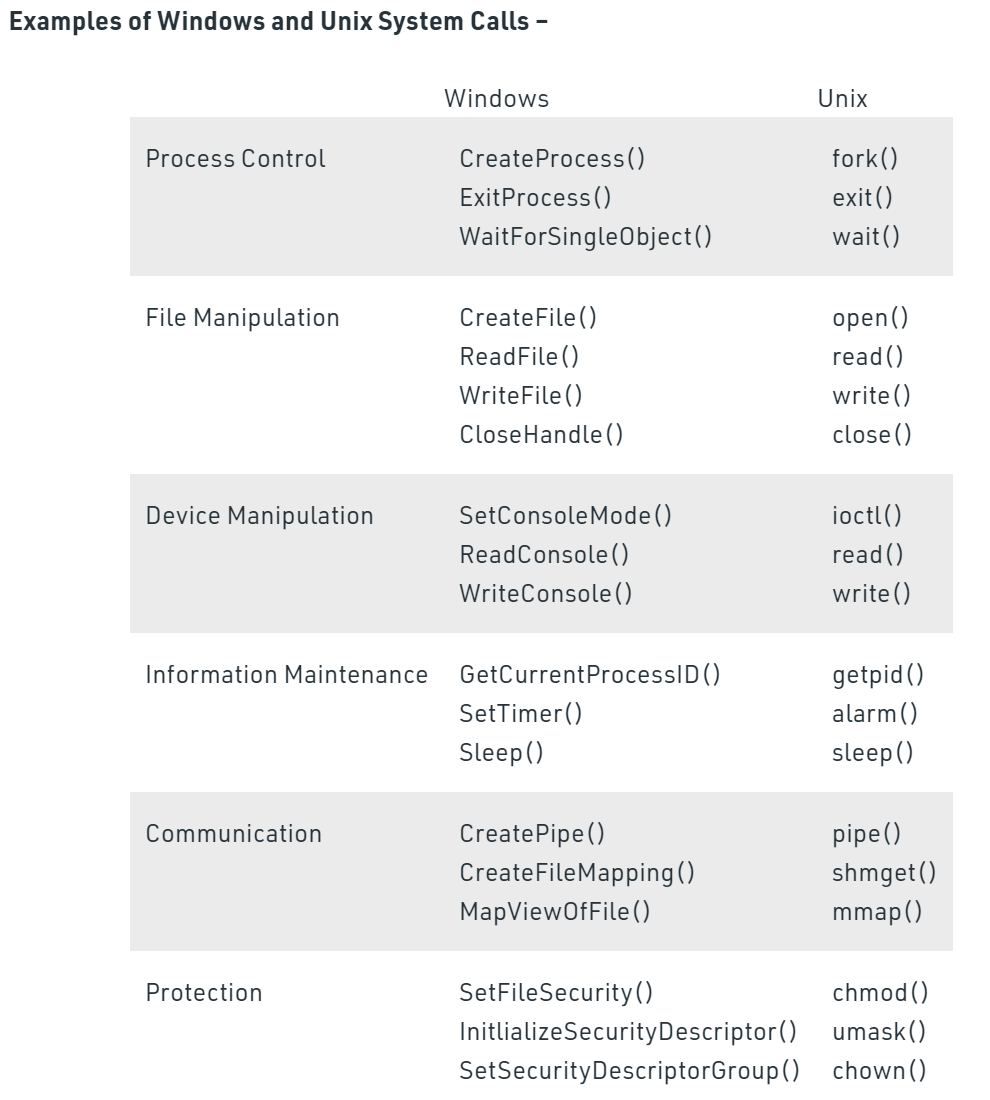 Examples of Windows and Unix System Calls –
Windows Unix
Process Control CreateProcess() fork()
ExitProcess() exit()
WaitForSingleObject() wait()
File Manipulation CreateFile() open()
ReadFile() read()
WriteFile() write()
CloseHandle() close()
Device Manipulation SetConsoleMode() ioctl()
ReadConsole() read()
WriteConsole() write()
Information Maintenance GetCurrentProcessID() getpid()
SetTimer() alarm()
Sleep() sleep()
Communication CreatePipe() pipe()
CreateFileMapping() shmget()
MapViewOfFile() mmap()
Protection SetFileSecurity() chmod()
InitlializeSecurityDescriptor() umask()
SetSecurityDescriptorGroup() chown()